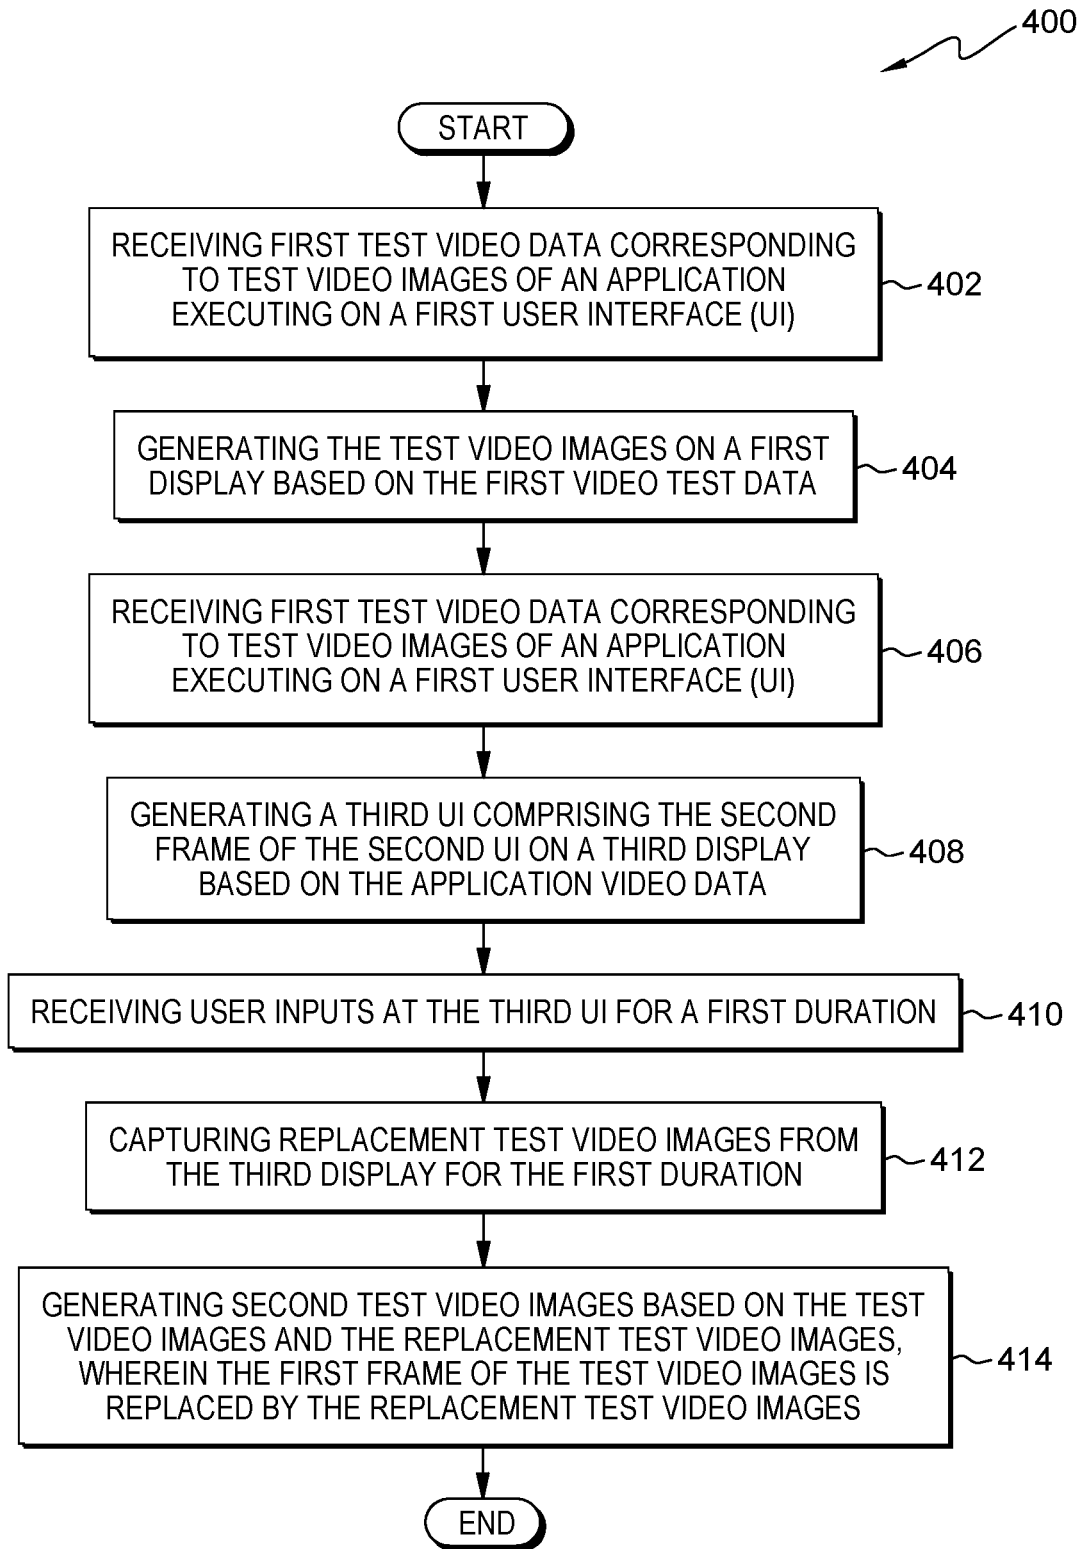 400
START
RECEIVING FIRST TEST VIDEO DATA CORRESPONDING
TO TEST VIDEO IMAGES OF AN APPLICATION
EXECUTING ON A FIRST USER INTERFACE (UI)
402
GENERATING THE TEST VIDEO IMAGES ON A FIRST
DISPLAY BASED ON THE FIRST VIDEO TEST DATA
404
RECEIVING FIRST TEST VIDEO DATA CORRESPONDING
TO TEST VIDEO IMAGES OF AN APPLICATION
EXECUTING ON A FIRST USER INTERFACE (UI)
406
GENERATING A THIRD UI COMPRISING THE SECOND
FRAME OF THE SECOND UI ON A THIRD DISPLAY
BASED ON THE APPLICATION VIDEO DATA
408
RECEIVING USER INPUTS AT THE THIRD UI FOR A FIRST DURATION
410
CAPTURING REPLACEMENT TEST VIDEO IMAGES FROM
THE THIRD DISPLAY FOR THE FIRST DURATION
412
GENERATING SECOND TEST VIDEO IMAGES BASED ON THE TEST
VIDEO IMAGES AND THE REPLACEMENT TEST VIDEO IMAGES,
WHEREIN THE FIRST FRAME OF THE TEST VIDEO IMAGES IS
REPLACED BY THE REPLACEMENT TEST VIDEO IMAGES
414
END